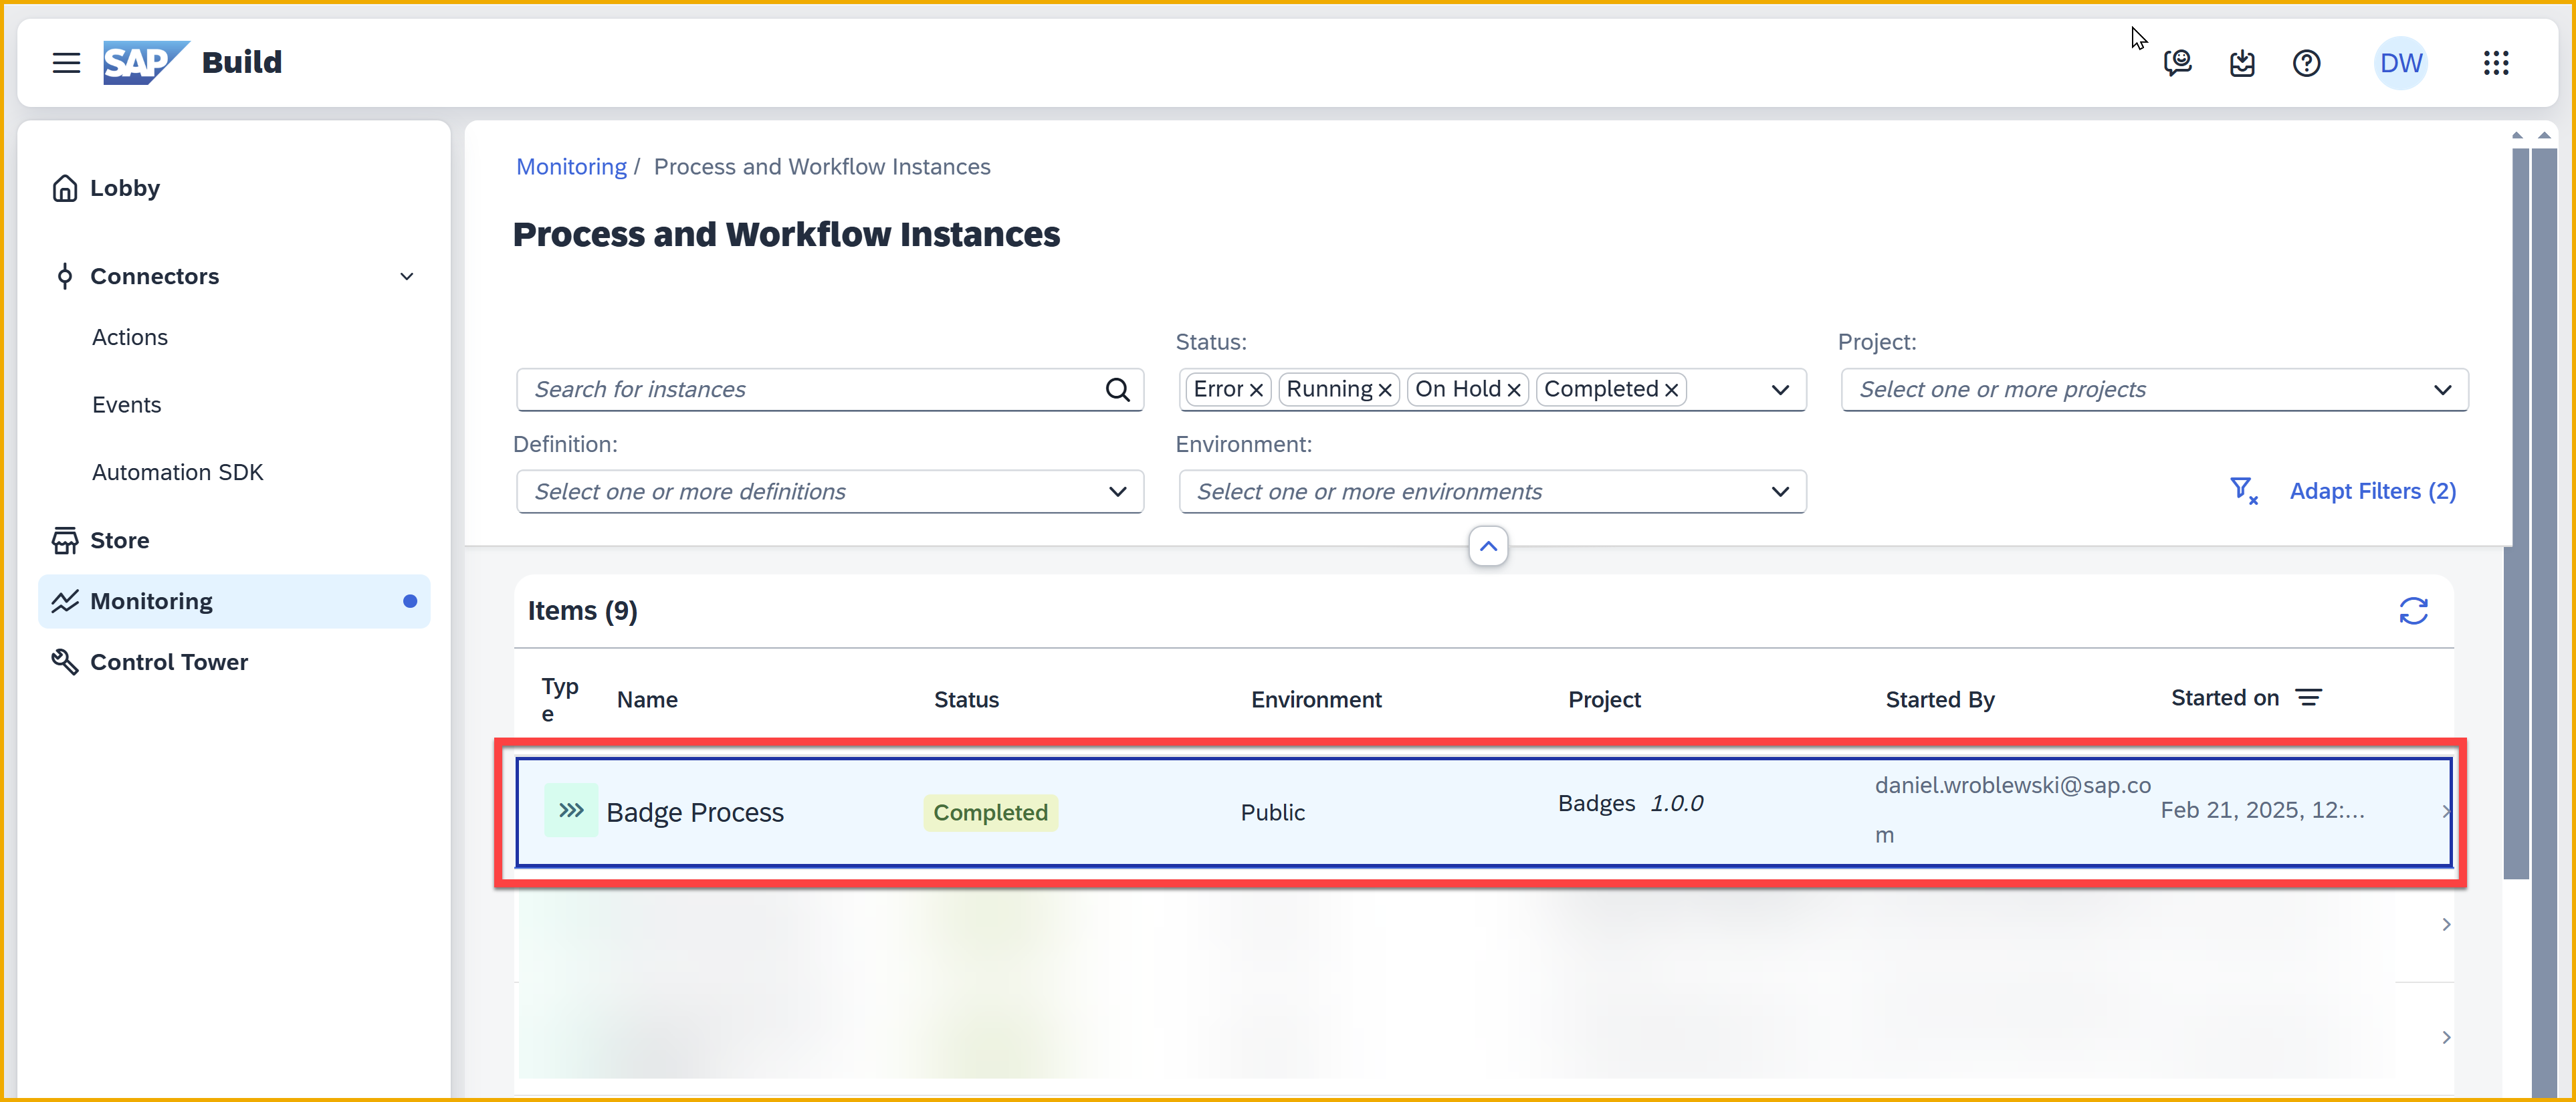 SAP Build
DW
Lobby
Connectors
Actions
Events
Automation SDK
Store
Monitoring
Control Tower
Monitoring / Process and Workflow Instances
Process and Workflow Instances
Search for instances
Status:
Error Running On Hold Completed
Project:
Select one or more projects
Definition:
Select one or more definitions
Environment:
Select one or more environments
Adapt Filters (2)
Items (9)
Typ
e
Name
Status
Environment
Project
Started By
Started on
Badge Process
Completed
Public
Badges 1.0.0
daniel.wroblewski@sap.co
m
Feb 21, 2025, 12:...